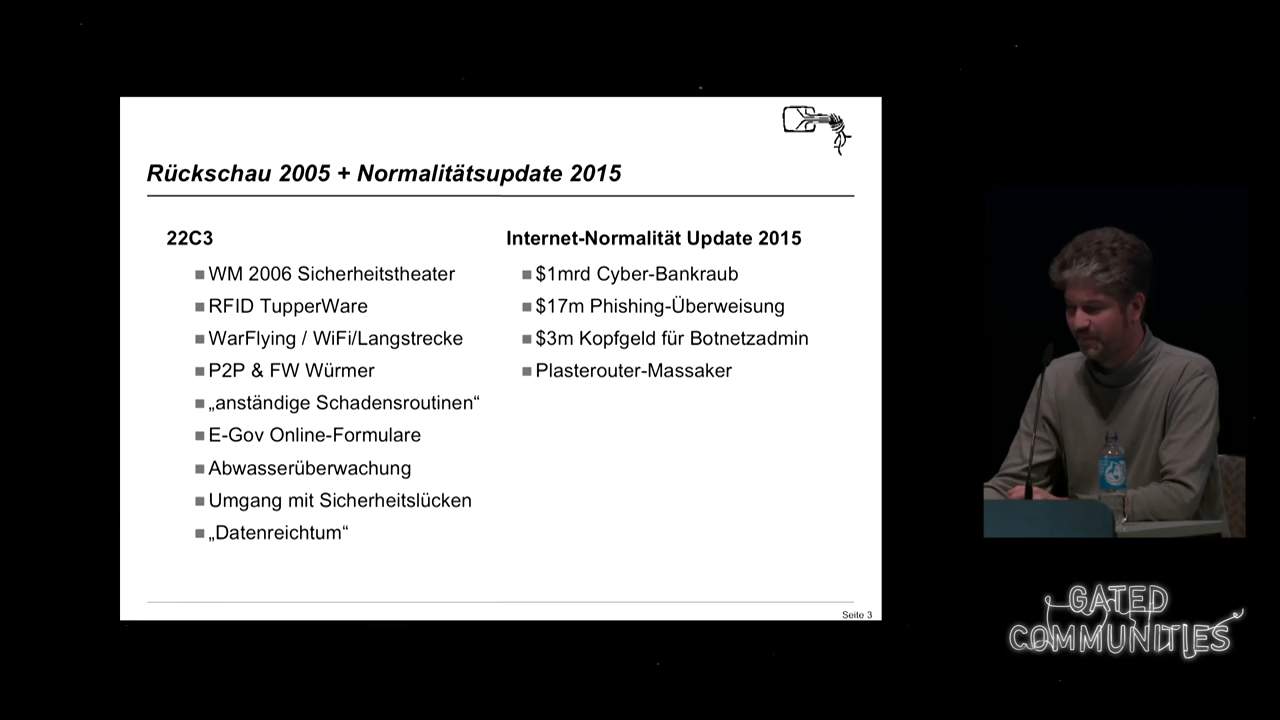 Rückschau 2005 + Normalitätsupdate 2015
22C3
WM 2006 Sicherheitstheater
RFID TupperWare
WarFlying / WiFi/Langstrecke
P2P & FW Würmer
„anständige Schadensroutinen“
E-Gov Online-Formulare
Abwasserüberwachung
Umgang mit Sicherheitslücken
„Datenreichtum“
Internet-Normalität Update 2015
$1mrd Cyber-Bankraub
$17m Phishing-Überweisung
$3m Kopfgeld für Botnetzadmin
Plasterouter-Massaker
Seite 3
GATED
COMMUNITIES